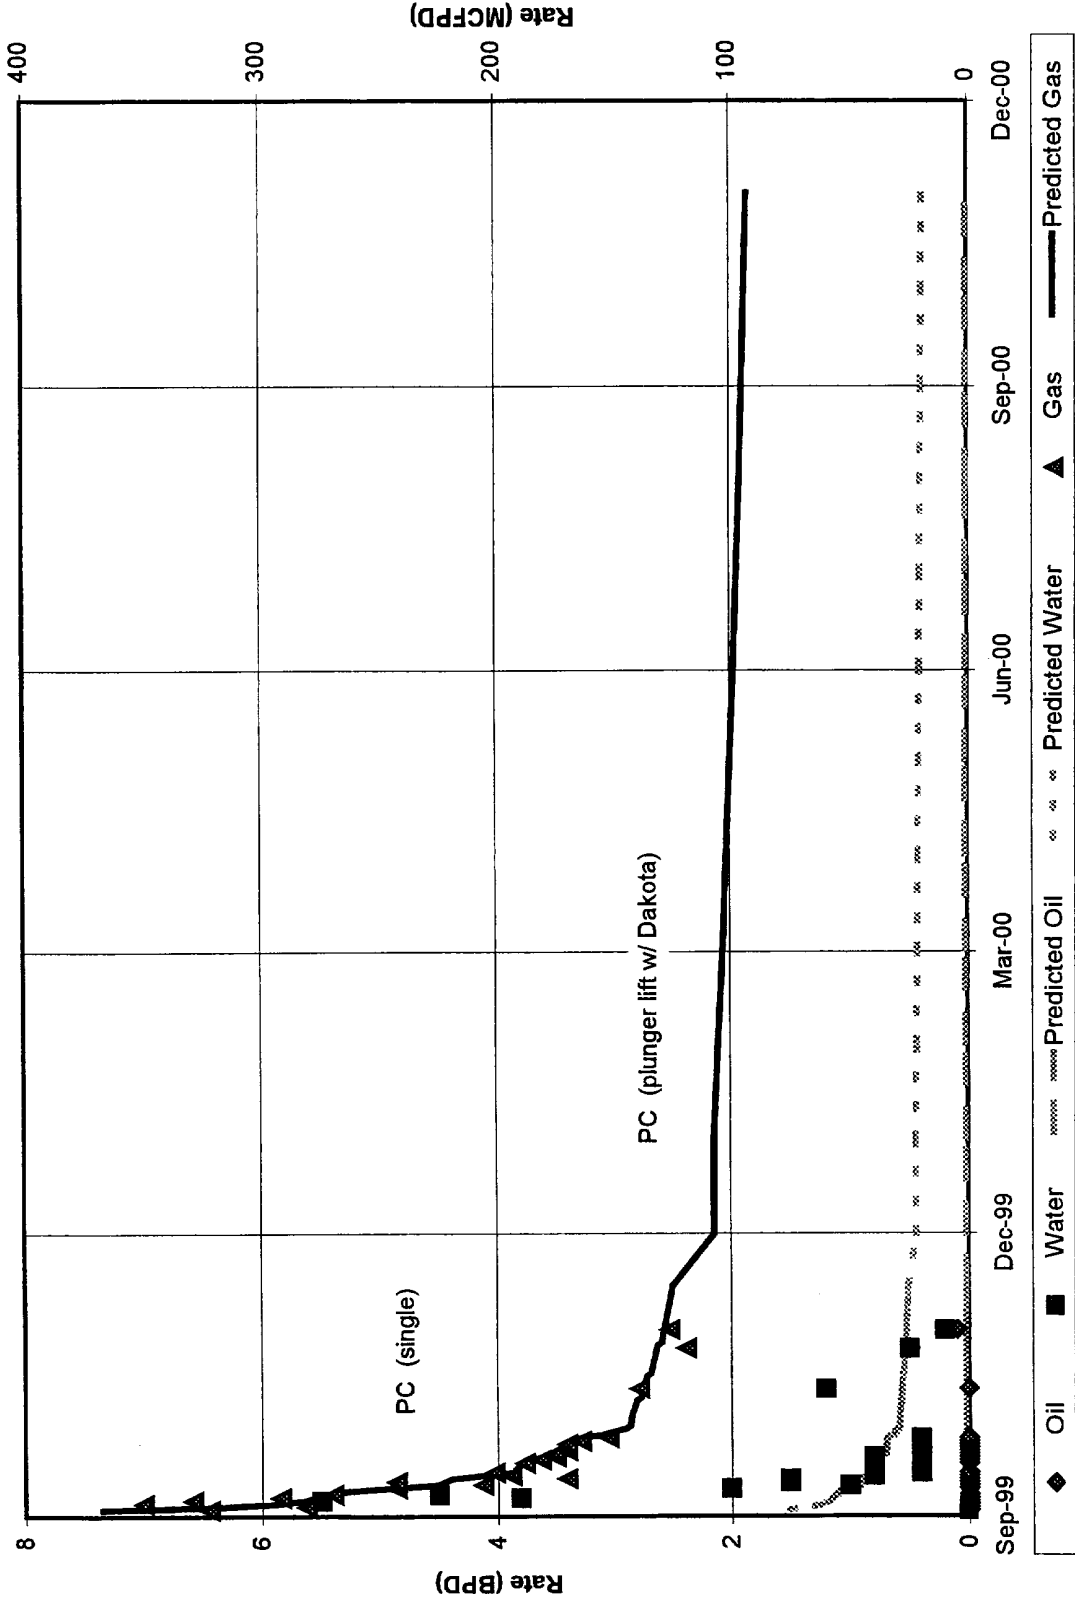 Rate (MCFPD)
400
300
200
100
0
8
6
4
2
0
Rate (BPD)
PC (single)
PC (plunger lift w/ Dakota)
Sep-99
Dec-99
Mar-00
Jun-00
Sep-00
Dec-00
Oil
Water
Predicted Oil
Predicted Water
Gas
Predicted Gas